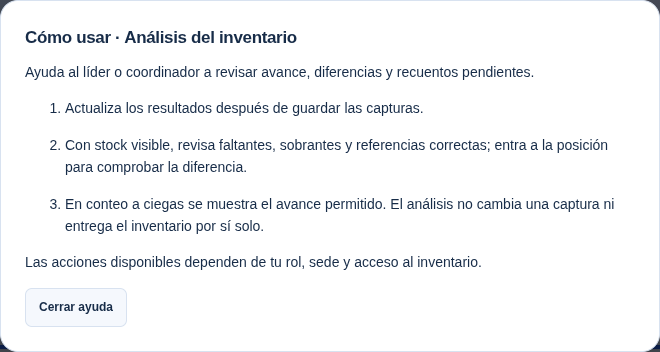 Cómo usar · Análisis del inventario
Ayuda al líder o coordinador a revisar avance, diferencias y recuentos pendientes.
1. Actualiza los resultados después de guardar las capturas.
2. Con stock visible, revisa faltantes, sobrantes y referencias correctas; entra a la posición
para comprobar la diferencia.
3. En conteo a ciegas se muestra el avance permitido. El análisis no cambia una captura ni
entrega el inventario por sí solo.
Las acciones disponibles dependen de tu rol, sede y acceso al inventario.
Cerrar ayuda